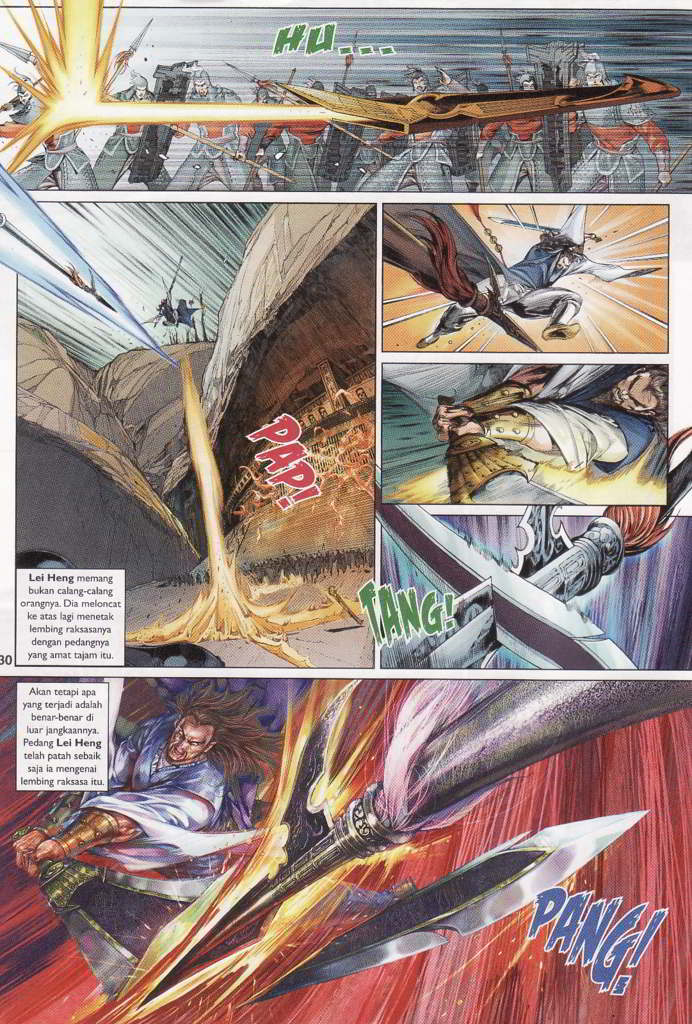 HU...
PAP!
Lei Heng memang
bukan calang-calang
orangnya. Dia meloncat
ke atas lagi menetak
lembing raksasanya
dengan pedangnya
yang amat tajam itu.
TANG!
30
Akan tetapi apa
yang terjadi adalah
benar-benar di
luar jangkaannya.
Pedang Lei Heng
telah patah sebaik
saja ia mengenai
lembing raksasa itu.
PANG!